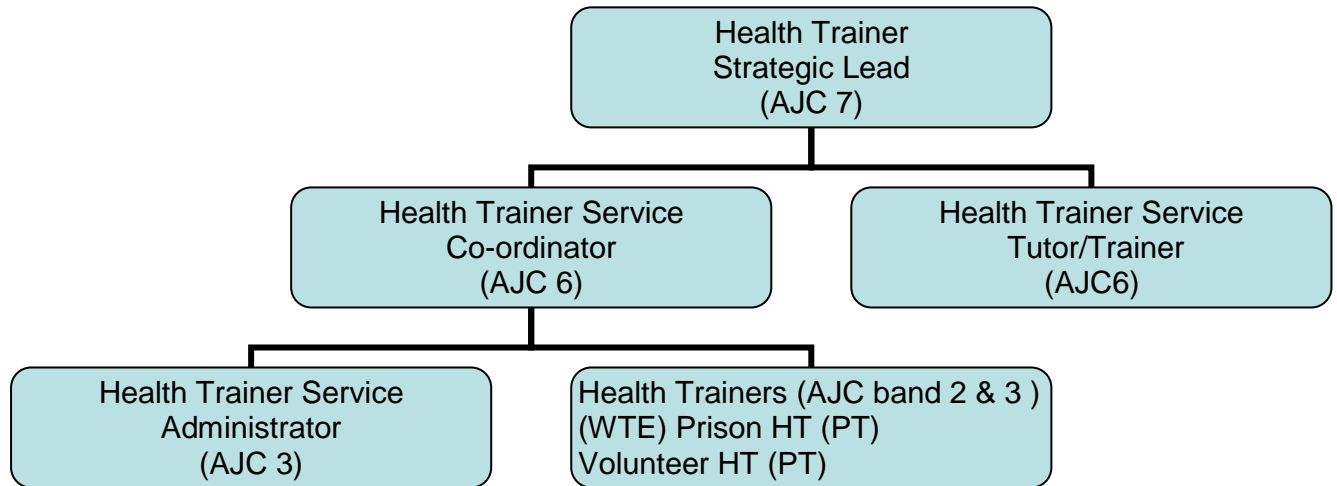 Health Trainer
Strategic Lead
(AJC 7)
Health Trainer Service
Co-ordinator
(AJC 6)
Health Trainer Service
Tutor/Trainer
(AJC6)
Health Trainer Service
Administrator
(AJC 3)
Health Trainers (AJC band 2 & 3 )
(WTE) Prison HT (PT)
Volunteer HT (PT)